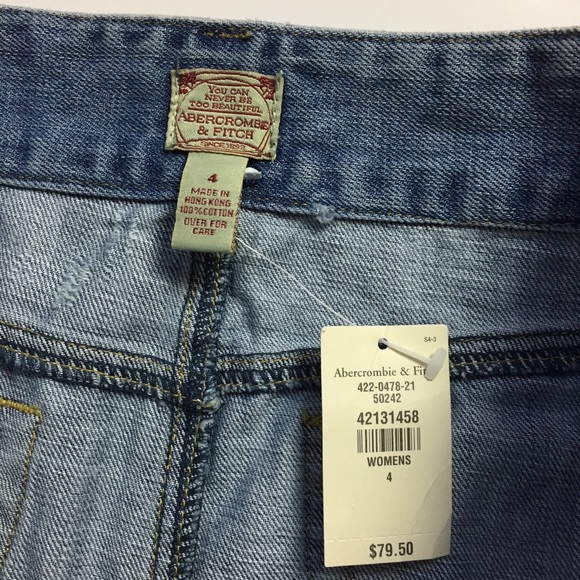 YOU CAN
NEVER BE
TOO BEAUTIFUL
ABERCROMBIE
& FITCH
SINCE 1892
4
MADE IN
HONG KONG
100% COTTON
OVER FOR
CARE
S4-3
Abercrombie & Fit
422-0478-21
50242
42131458
WOMENS
4
$79.50